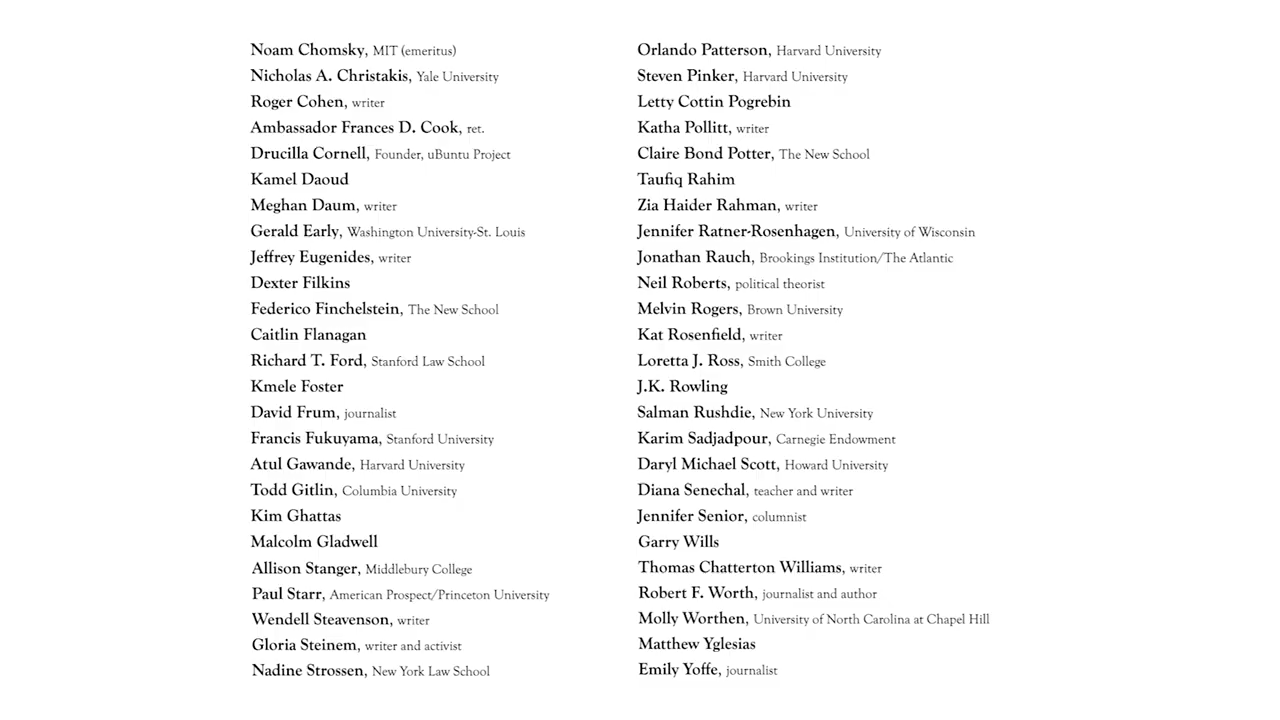 Noam Chomsky, MIT (emeritus)
Nicholas A. Christakis, Yale University
Roger Cohen, writer
Ambassador Frances D. Cook, ret.
Drucilla Cornell, Founder, uBuntu Project
Kamel Daoud
Meghan Daum, writer
Gerald Early, Washington University-St. Louis
Jeffrey Eugenides, writer
Dexter Filkins
Federico Finchelstein, The New School
Caitlin Flanagan
Richard T. Ford, Stanford Law School
Kmele Foster
David Frum, journalist
Francis Fukuyama, Stanford University
Atul Gawande, Harvard University
Todd Gitlin, Columbia University
Kim Ghattas
Malcolm Gladwell
Allison Stanger, Middlebury College
Paul Starr, American Prospect/Princeton University
Wendell Steavenson, writer
Gloria Steinem, writer and activist
Nadine Strossen, New York Law School
Orlando Patterson, Harvard University
Steven Pinker, Harvard University
Letty Cottin Pogrebin
Katha Pollitt, writer
Claire Bond Potter, The New School
Taufiq Rahim
Zia Haider Rahman, writer
Jennifer Ratner-Rosenhagen, University of Wisconsin
Jonathan Rauch, Brookings Institution/The Atlantic
Neil Roberts, political theorist
Melvin Rogers, Brown University
Kat Rosenfield, writer
Loretta J. Ross, Smith College
J.K. Rowling
Salman Rushdie, New York University
Karim Sadjadpour, Carnegie Endowment
Daryl Michael Scott, Howard University
Diana Senechal, teacher and writer
Jennifer Senior, columnist
Garry Wills
Thomas Chatterton Williams, writer
Robert F. Worth, journalist and author
Molly Worthen, University of North Carolina at Chapel Hill
Matthew Yglesias
Emily Yoffe, journalist